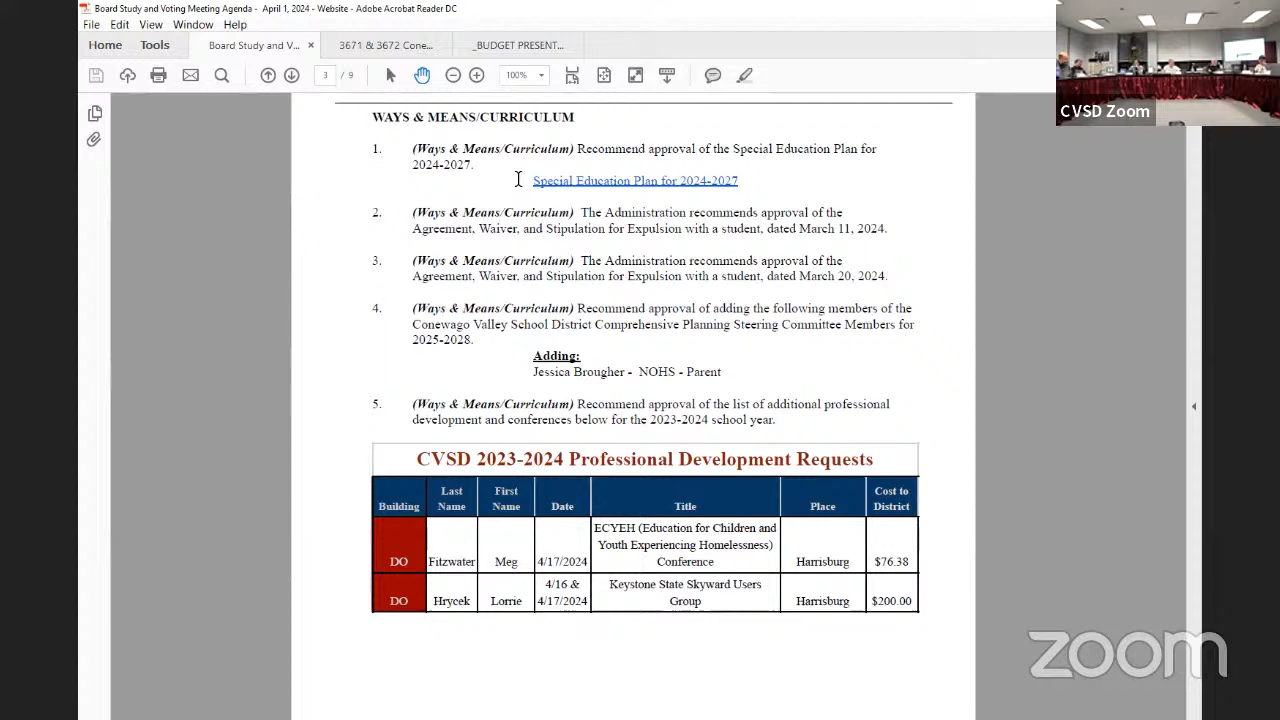 Board Study and Voting Meeting Agenda - April 1, 2024 - Website - Adobe Acrobat Reader DC
File Edit View Window Help
Home Tools Board Study and V... × 3671 & 3672 Cone... _BUDGET PRESENT...
3 / 9 100%
CVSD Zoom
WAYS & MEANS/CURRICULUM
1. (Ways & Means/Curriculum) Recommend approval of the Special Education Plan for
2024-2027.
Special Education Plan for 2024-2027
2. (Ways & Means/Curriculum) The Administration recommends approval of the
Agreement, Waiver, and Stipulation for Expulsion with a student, dated March 11, 2024.
3. (Ways & Means/Curriculum) The Administration recommends approval of the
Agreement, Waiver, and Stipulation for Expulsion with a student, dated March 20, 2024.
4. (Ways & Means/Curriculum) Recommend approval of adding the following members of the
Conewago Valley School District Comprehensive Planning Steering Committee Members for
2025-2028.
Adding:
Jessica Brougher - NOHS - Parent
5. (Ways & Means/Curriculum) Recommend approval of the list of additional professional
development and conferences below for the 2023-2024 school year.
CVSD 2023-2024 Professional Development Requests
Building Last Name First Name Date Title Place Cost to District
DO Fitzwater Meg 4/17/2024 ECYEH (Education for Children and Youth Experiencing Homelessness) Conference Harrisburg $76.38
DO Hrycek Lorrie 4/16 & 4/17/2024 Keystone State Skyward Users Group Harrisburg $200.00
zoom